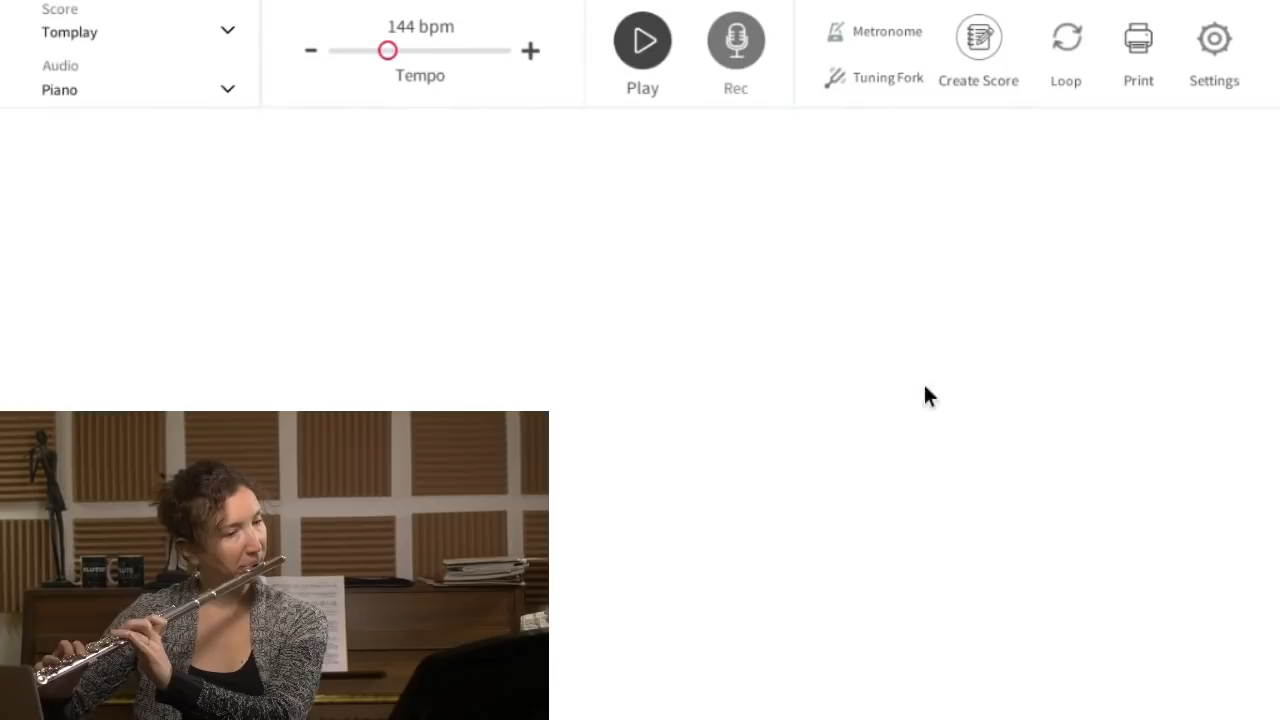 Score
Tomplay
Audio
Piano
144 bpm
Tempo
Play
Rec
Metronome
Tuning Fork
Create Score
Loop
Print
Settings